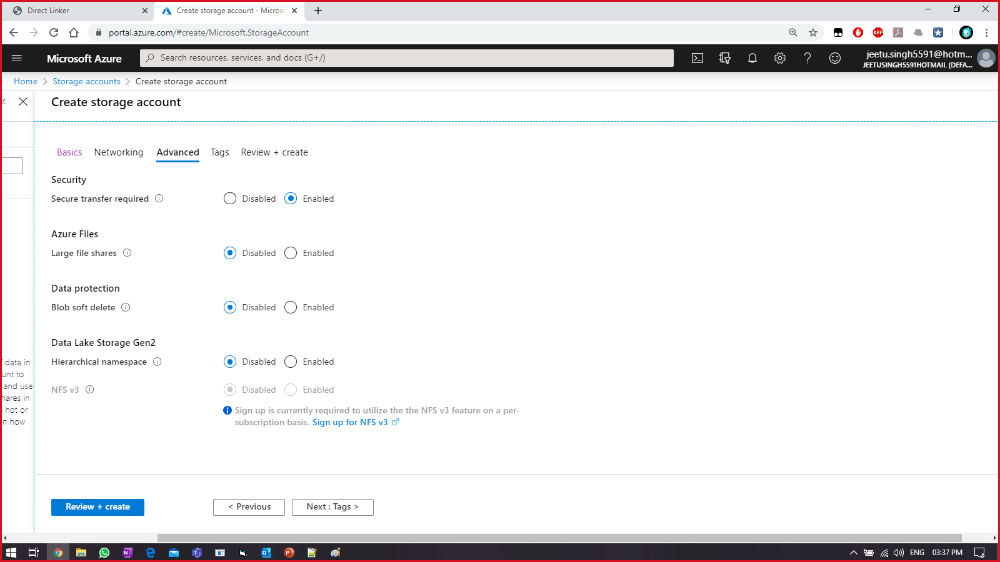 Direct Linker
Create storage account - Microsc
portal.azure.com/#create/Microsoft.StorageAccount
ABP
Microsoft Azure
Search resources, services, and docs (G+/)
jeetu.singh5591@hotm...
JEETUSINGH5591HOTMAIL (DEFA...
Home > Storage accounts > Create storage account
Create storage account
Basics Networking Advanced Tags Review + create
Security
Secure transfer required Disabled Enabled
Azure Files
Large file shares Disabled Enabled
Data protection
Blob soft delete Disabled Enabled
Data Lake Storage Gen2
Hierarchical namespace Disabled Enabled
NFS v3 Disabled Enabled
Sign up is currently required to utilize the the NFS v3 feature on a per-
subscription basis. Sign up for NFS v3
f data in
unt to
and use
hares in
hot or
n how
Review + create < Previous Next : Tags >
ENG 03:37 PM